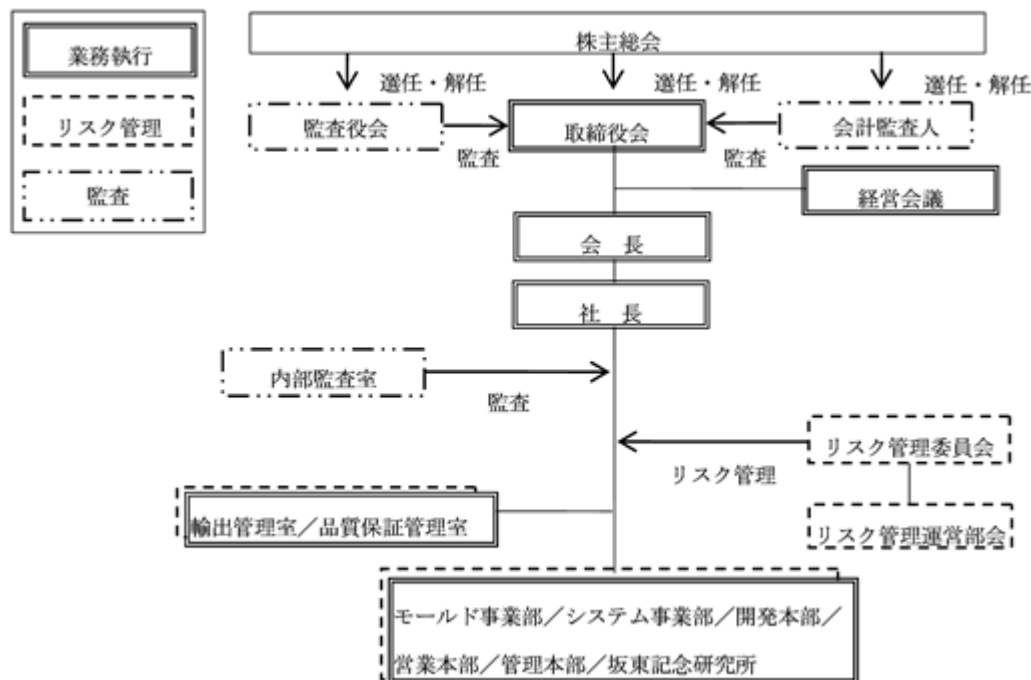 業務執行
リスク管理
監査
株主総会
選任・解任
選任・解任
選任・解任
監査役会
取締役会
会計監査人
監査
監査
経営会議
会　長
社　長
内部監査室
監査
リスク管理委員会
リスク管理
輸出管理室／品質保証管理室
リスク管理運営部会
モールド事業部／システム事業部／開発本部／
営業本部／管理本部／坂東記念研究所